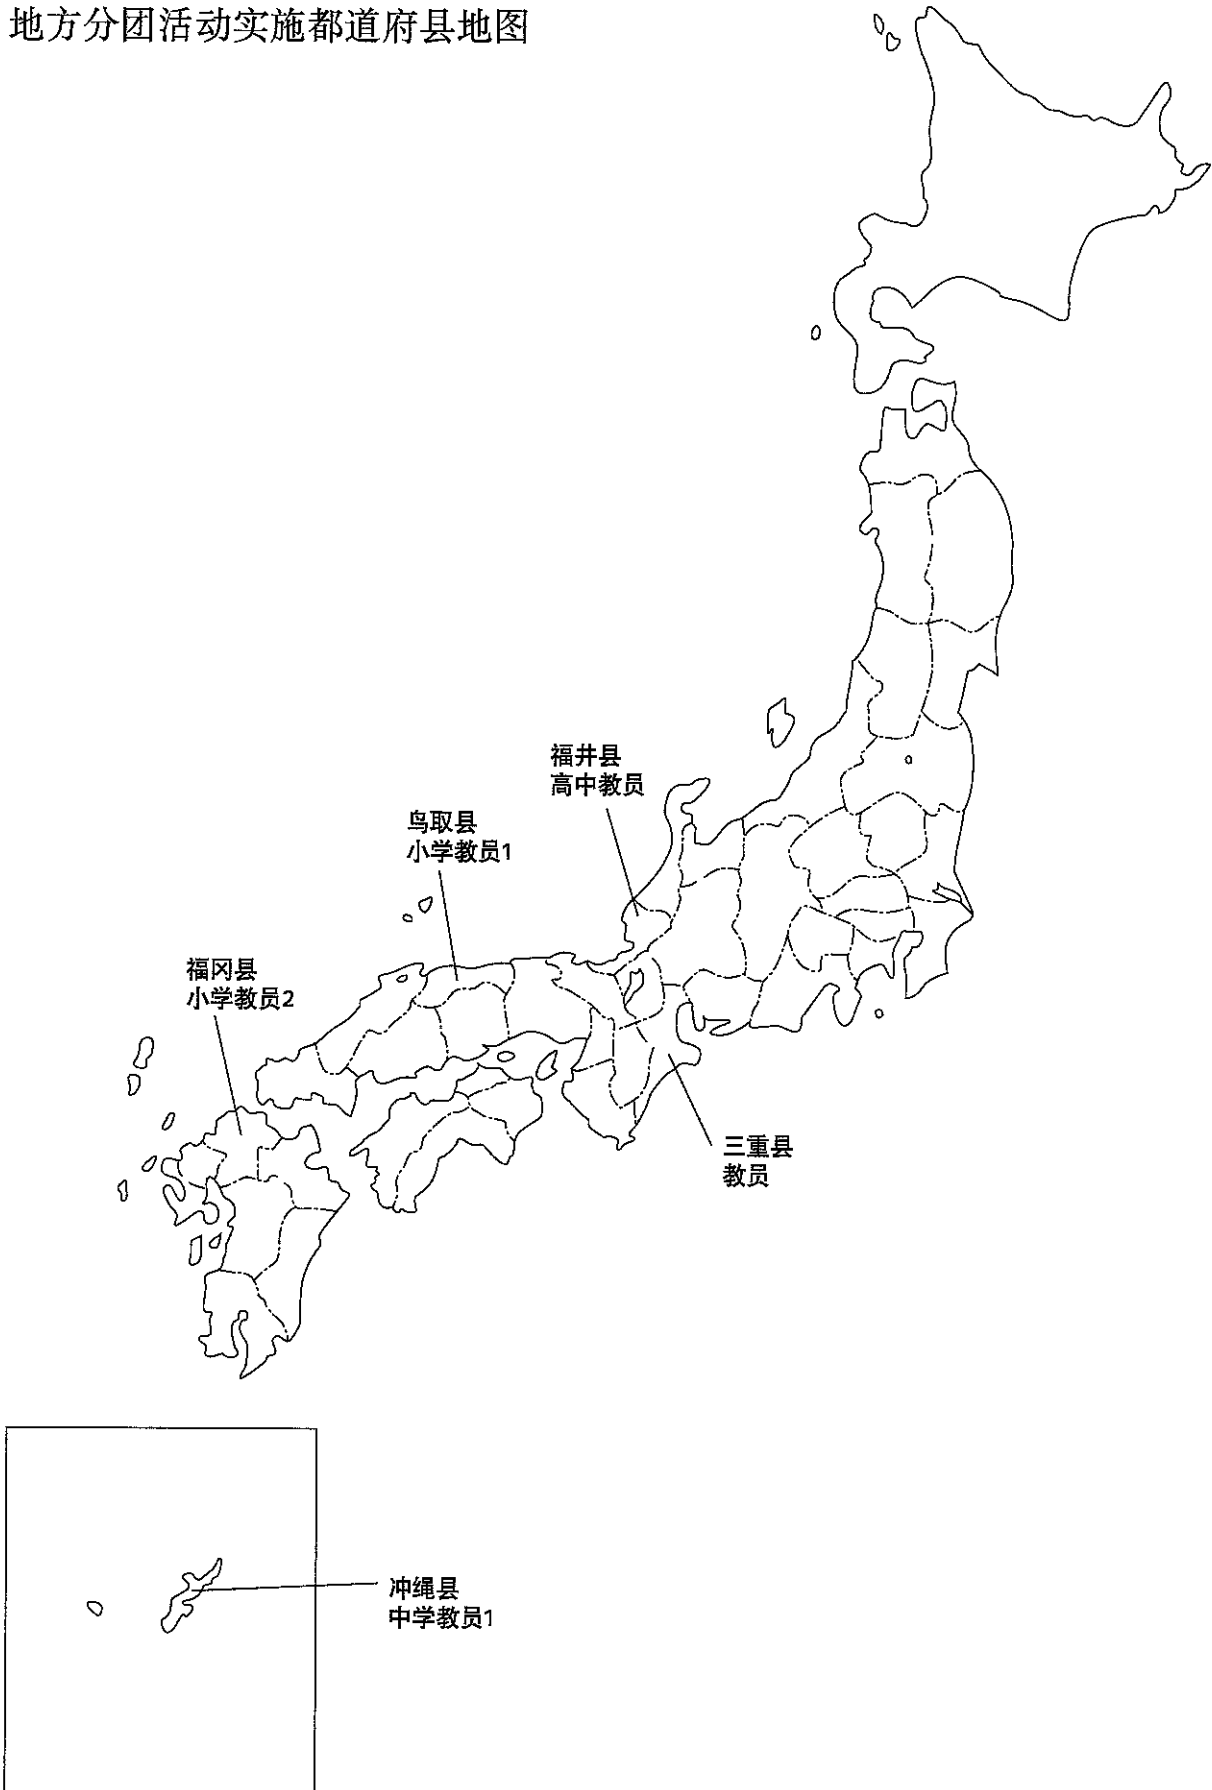 地方分团活动实施都道府县地图
福井县
高中教员
鸟取县
小学教员1
福冈县
小学教员2
三重县
教员
冲绳县
中学教员1